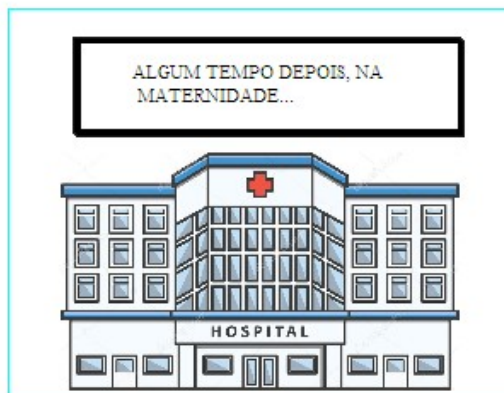 ALGUM TEMPO DEPOIS, NA
MATERNIDADE...
HOSPITAL